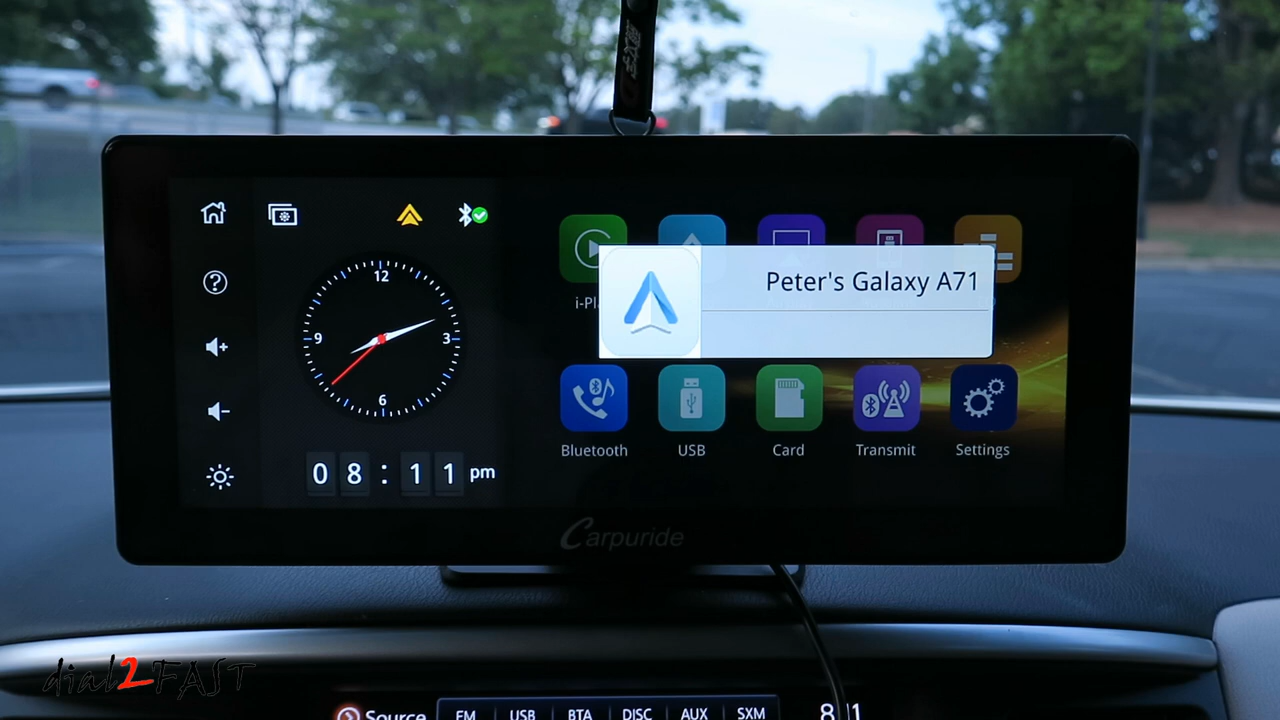 12
9
3
6
08:11 pm
i-Pl
Peter's Galaxy A71
Bluetooth
USB
Card
Transmit
Settings
Carpuride
dial2FAST
Source
FM
USB
BTA
DISC
AUX
SXM